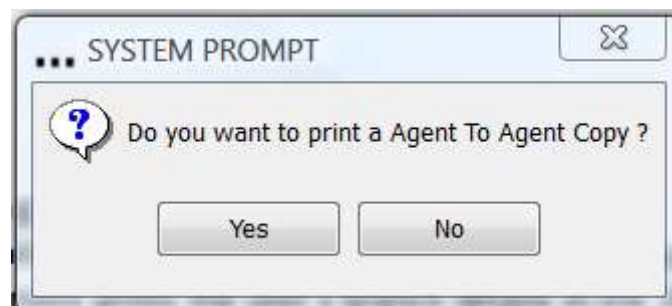 ... SYSTEM PROMPT
Do you want to print a Agent To Agent Copy ?
Yes
No